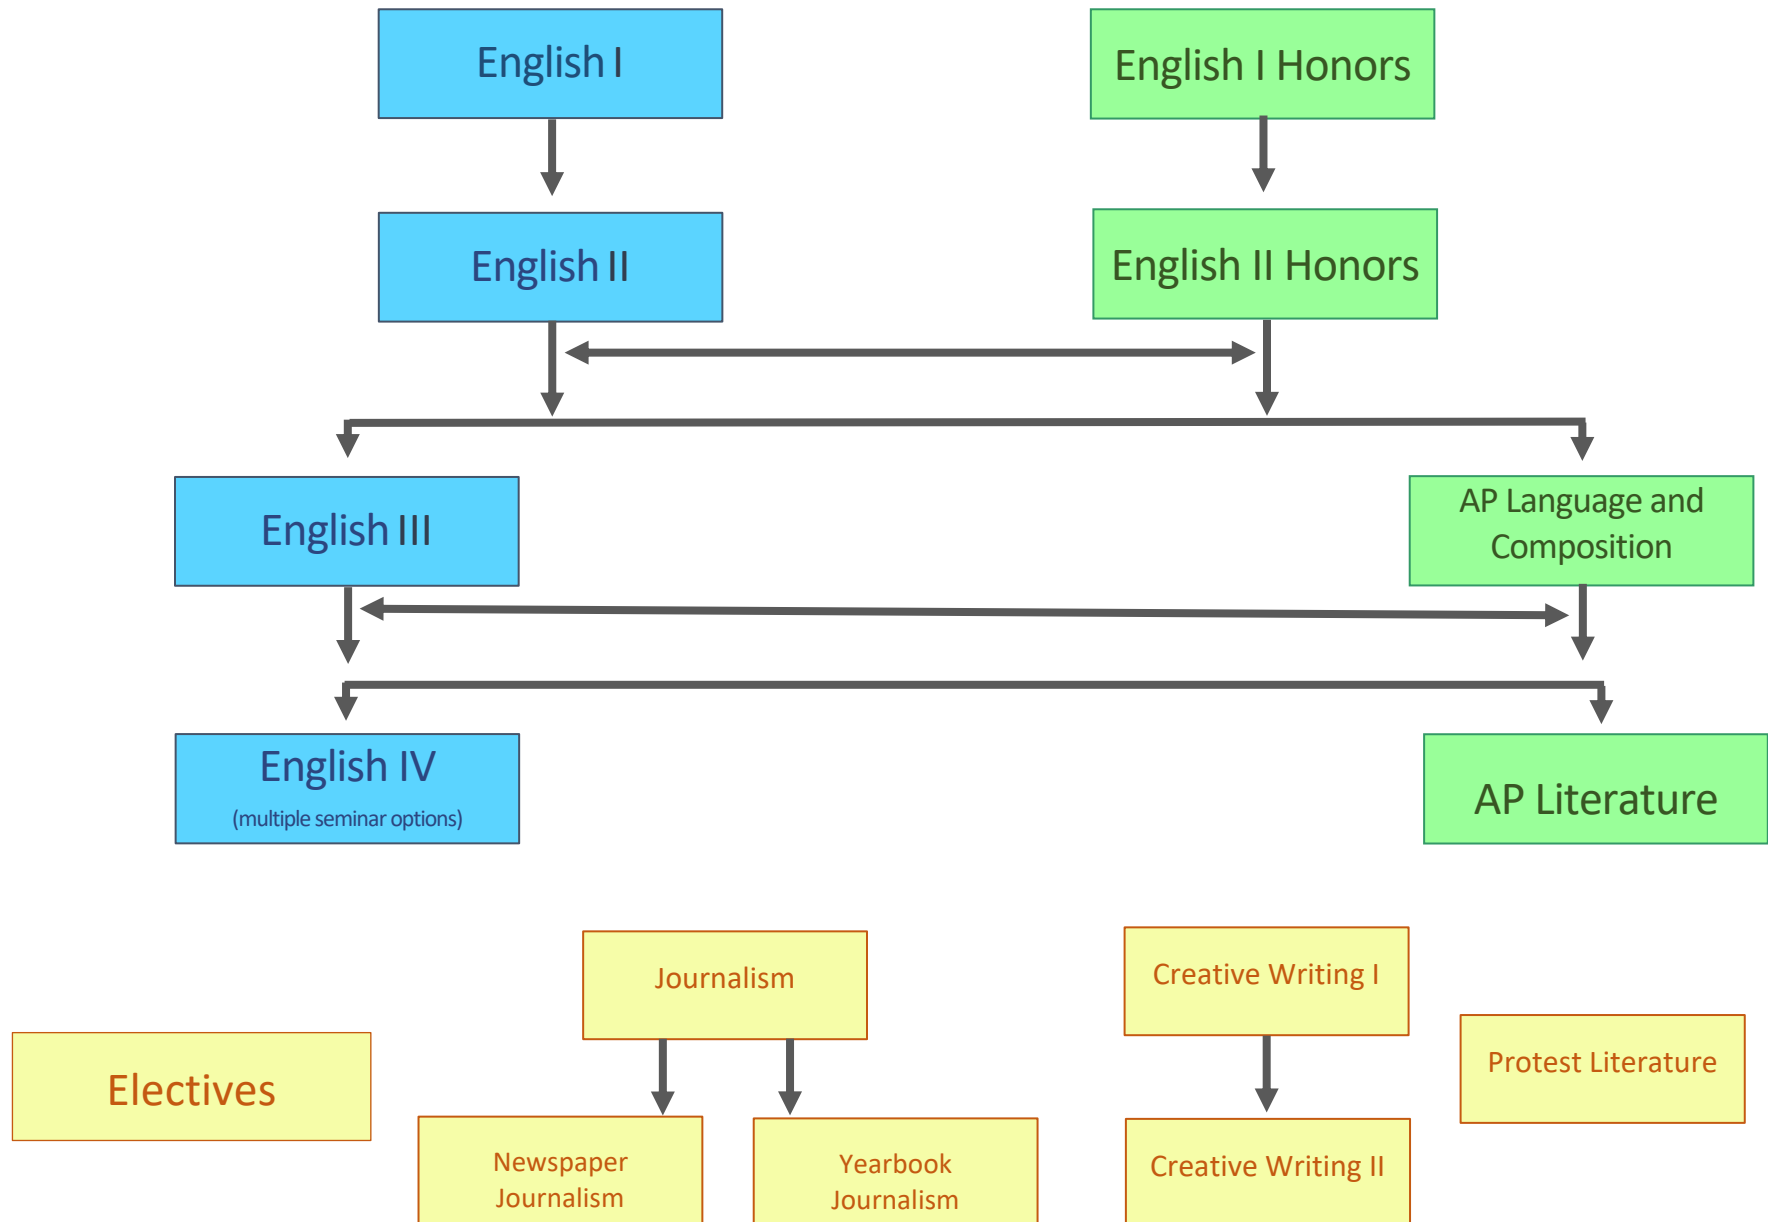 English I
English I Honors
English II
English II Honors
English III
AP Language and
Composition
English IV
(multiple seminar options)
AP Literature
Electives
Journalism
Newspaper
Journalism
Yearbook
Journalism
Creative Writing I
Creative Writing II
Protest Literature